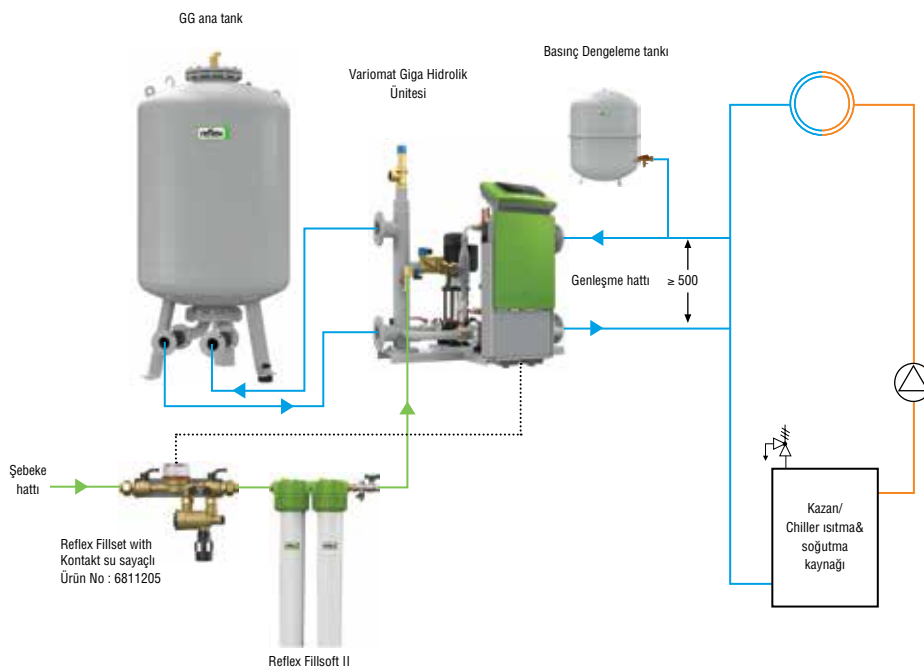 GG ana tank
Variomat Giga Hidrolik
Ünitesi
Basınç Dengeleme tankı
reflex
Genleşme hattı
≥ 500
Şebeke
hattı
Reflex Fillset with
Kontakt su sayaçlı
Ürün No : 6811205
Reflex Fillsoft II
Kazan/
Chiller ısıtma&
soğutma
kaynağı